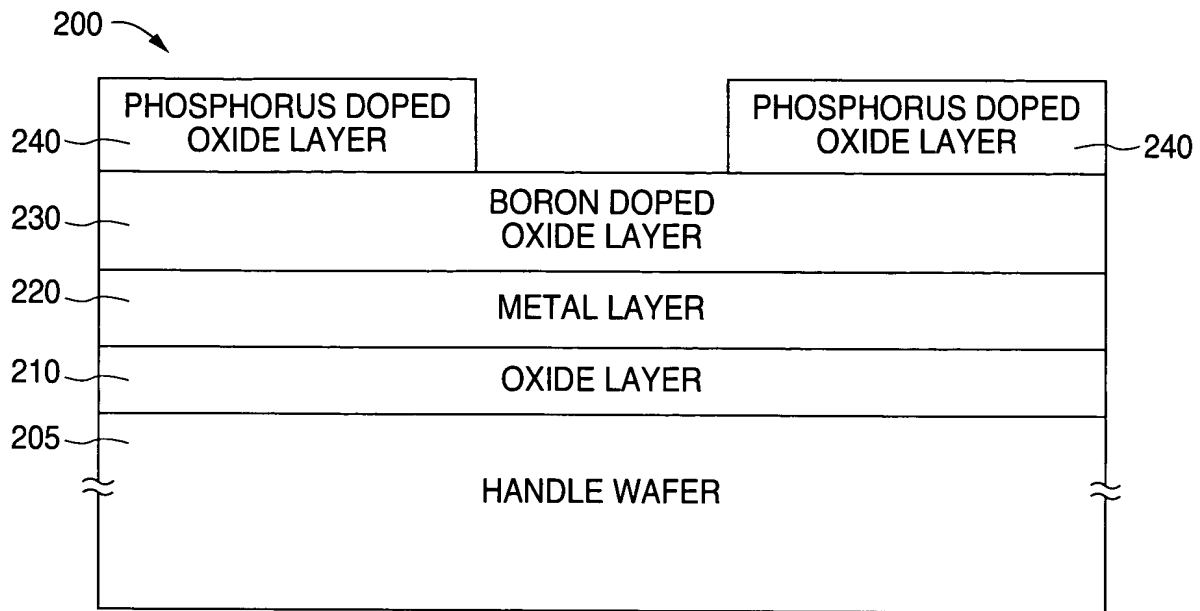 200
PHOSPHORUS DOPED
OXIDE LAYER
PHOSPHORUS DOPED
OXIDE LAYER
240
240
BORON DOPED
OXIDE LAYER
230
METAL LAYER
220
OXIDE LAYER
210
205
HANDLE WAFER